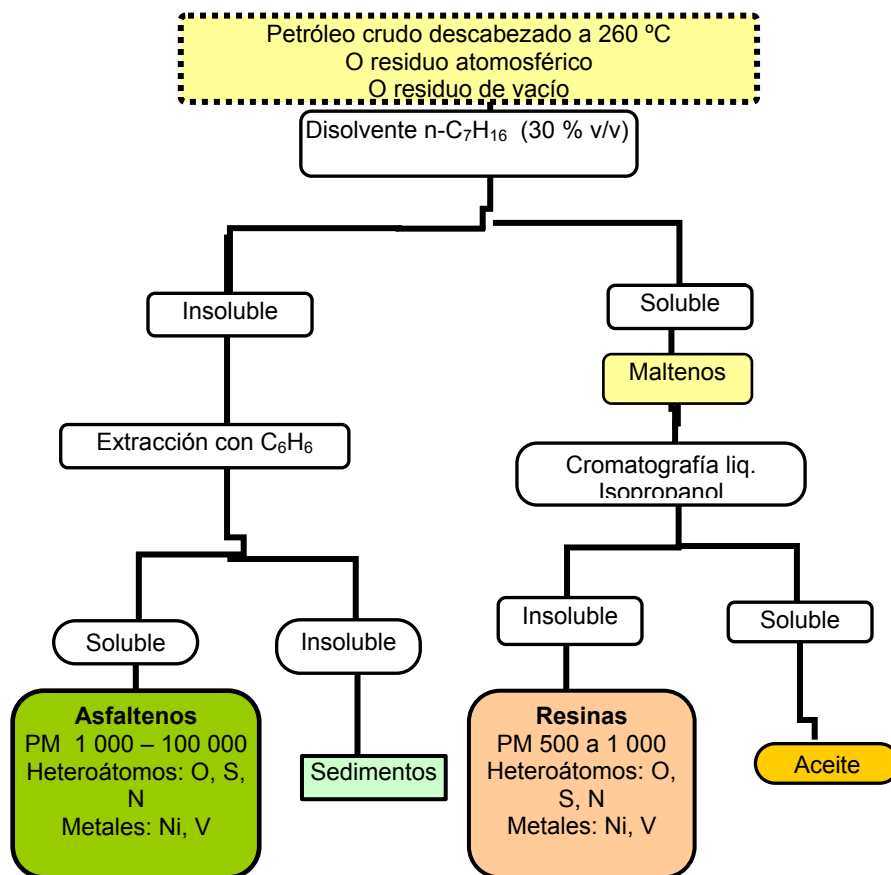 Petróleo crudo descabezado a 260 ºC
O residuo atomosférico
O residuo de vacío
Disolvente n-C₇H₁₆ (30 % v/v)
Insoluble
Soluble
Maltenos
Extracción con C₆H₆
Cromatografía liq.
Isopropanol
Soluble
Insoluble
Insoluble
Soluble
Asfaltenos
PM 1 000 – 100 000
Heteroátomos: O, S,
N
Metales: Ni, V
Sedimentos
Resinas
PM 500 a 1 000
Heteroátomos: O,
S, N
Metales: Ni, V
Aceite